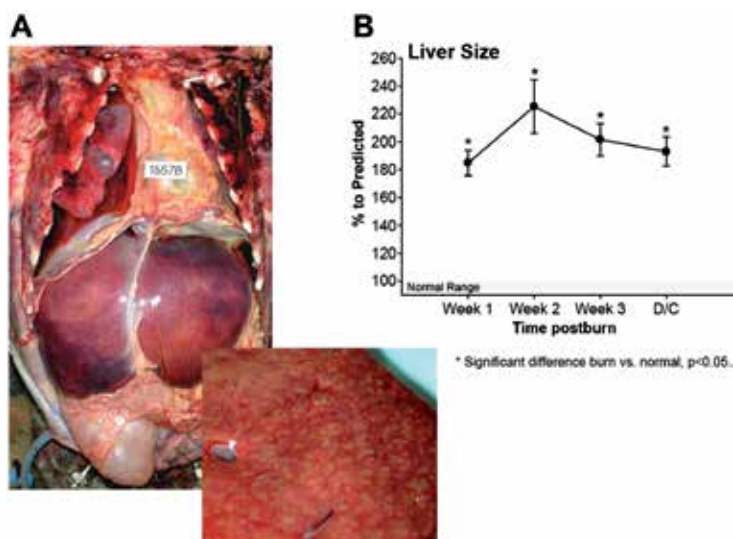 A
1557B
B
Liver Size
% to Predicted
260
240
220
200
180
160
140
120
100
*
*
*
*
Normal Range
Week 1 Week 2 Week 3 D/C
Time postburn
* Significant difference burn vs. normal, p<0.05.